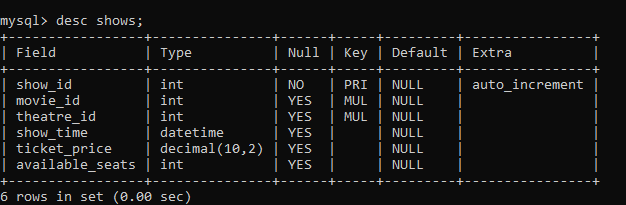 mysql> desc shows;
+-----------------+---------------+------+-----+---------+----------------+
| Field           | Type          | Null | Key | Default | Extra          |
+-----------------+---------------+------+-----+---------+----------------+
| show_id         | int           | NO   | PRI | NULL    | auto_increment |
| movie_id        | int           | YES  | MUL | NULL    |                |
| theatre_id      | int           | YES  | MUL | NULL    |                |
| show_time       | datetime      | YES  |     | NULL    |                |
| ticket_price    | decimal(10,2) | YES  |     | NULL    |                |
| available_seats | int           | YES  |     | NULL    |                |
+-----------------+---------------+------+-----+---------+----------------+
6 rows in set (0.00 sec)